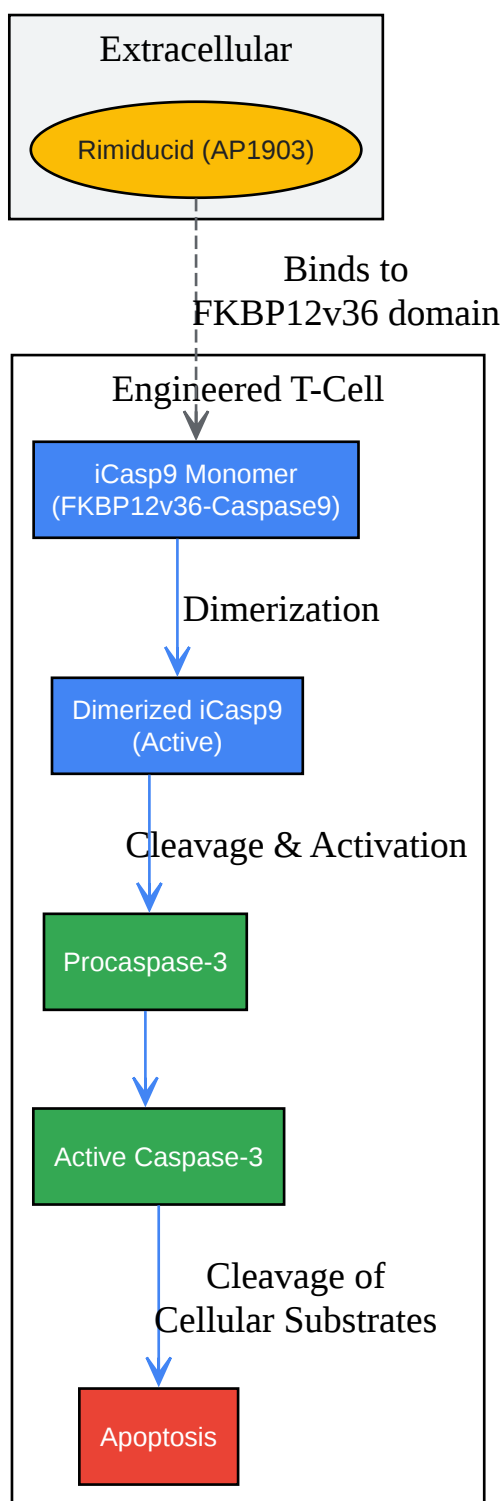 Extracellular
Rimiducid (AP1903)
Binds to
FKBP12v36 domain
Engineered T-Cell
iCasp9 Monomer
(FKBP12v36-Caspase9)
Dimerization
Dimerized iCasp9
(Active)
Cleavage & Activation
Procaspase-3
Active Caspase-3
Cleavage of
Cellular Substrates
Apoptosis